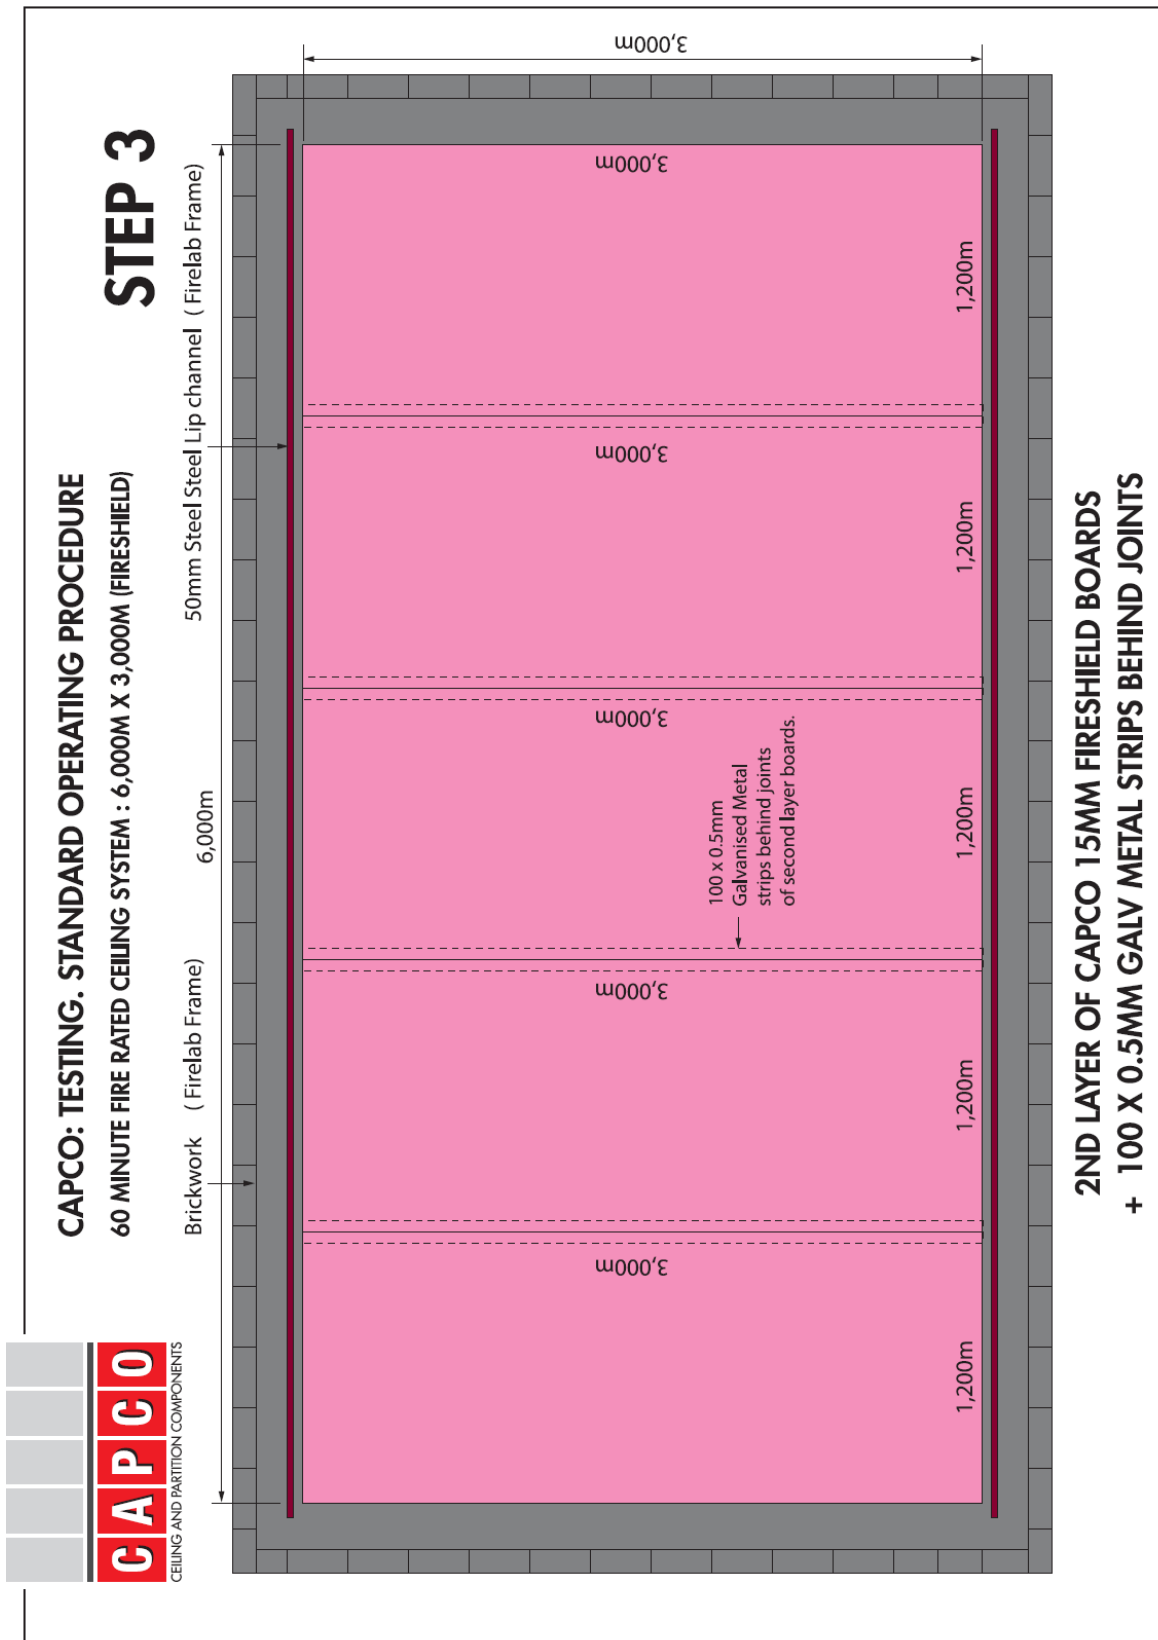 CAPCO
CEILING AND PARTITION COMPONENTS
CAPCO: TESTING. STANDARD OPERATING PROCEDURE
60 MINUTE FIRE RATED CEILING SYSTEM : 6,000M X 3,000M (FIRESHIELD)
STEP 3
Brickwork ( Firelab Frame)
50mm Steel Steel Lip channel ( Firelab Frame)
6,000m
3,000m
3,000m
3,000m
3,000m
3,000m
3,000m
100 x 0.5mm
Galvanised Metal
strips behind joints
of second layer boards.
1,200m
1,200m
1,200m
1,200m
1,200m
2ND LAYER OF CAPCO 15MM FIRESHIELD BOARDS
+ 100 X 0.5MM GALV METAL STRIPS BEHIND JOINTS